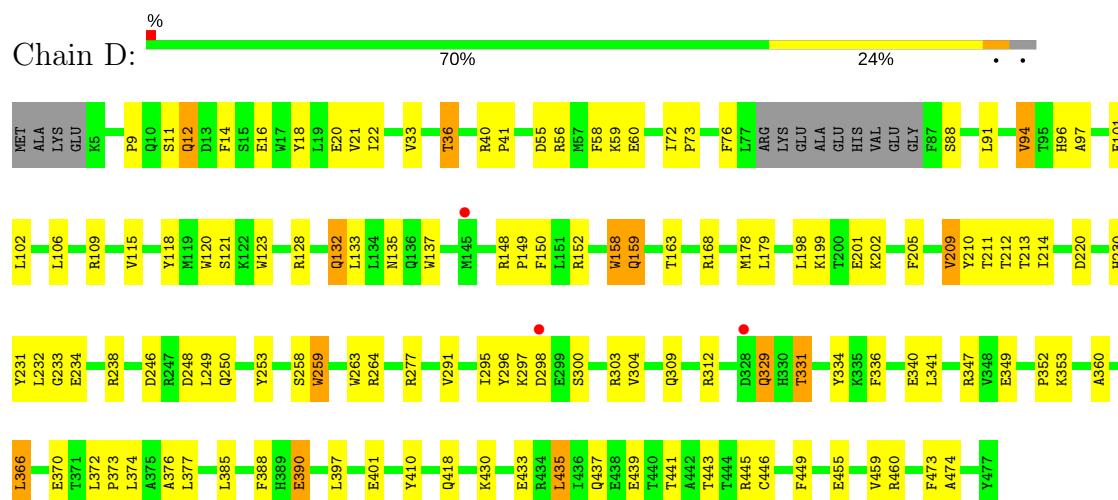 %
Chain D:
70% 24% • •
MET ALA LYS GLU K5 P9 Q10 S11 Q12 D13 F14 S15 E16 W17 Y18 L19 E20 V21 I22 V33 T36 R40 P41 D55 R56 M57 F58 K59 E60 I72 P73 F76 L77 ARG LYS GLU ALA GLU HIS VAL GLU GLY F87 S88 L91 V94 T95 H96 A97
L102 L106 R109 V115 Y118 M119 W120 S121 K122 W123 R128 Q132 L133 L134 N135 Q136 W137 M145 R148 P149 F150 L151 R152 W158 Q159 T163 R168 M178 L179 L198 K199 T200 E201 K202 F205 V209 Y210 T211 T212 T213 I214 D220
Y231 L232 G233 E234 R238 D246 R247 D248 L249 Q250 Y253 S258 W259 W263 R264 R277 V291 I295 Y296 K297 D298 E299 S300 R303 V304 Q309 R312 D328 Q329 H330 T331 Y334 K335 F336 E340 L341 R347 V348 E349 P352 K353 A360
L366 E370 T371 L372 P373 L374 A375 A376 L377 L385 F388 H389 E390 L397 E401 Y410 Q418 K430 E433 R434 L435 I436 Q437 E438 E439 T440 T441 A442 T443 T444 R445 C446 F449 E455 V459 R460 F473 A474 V477